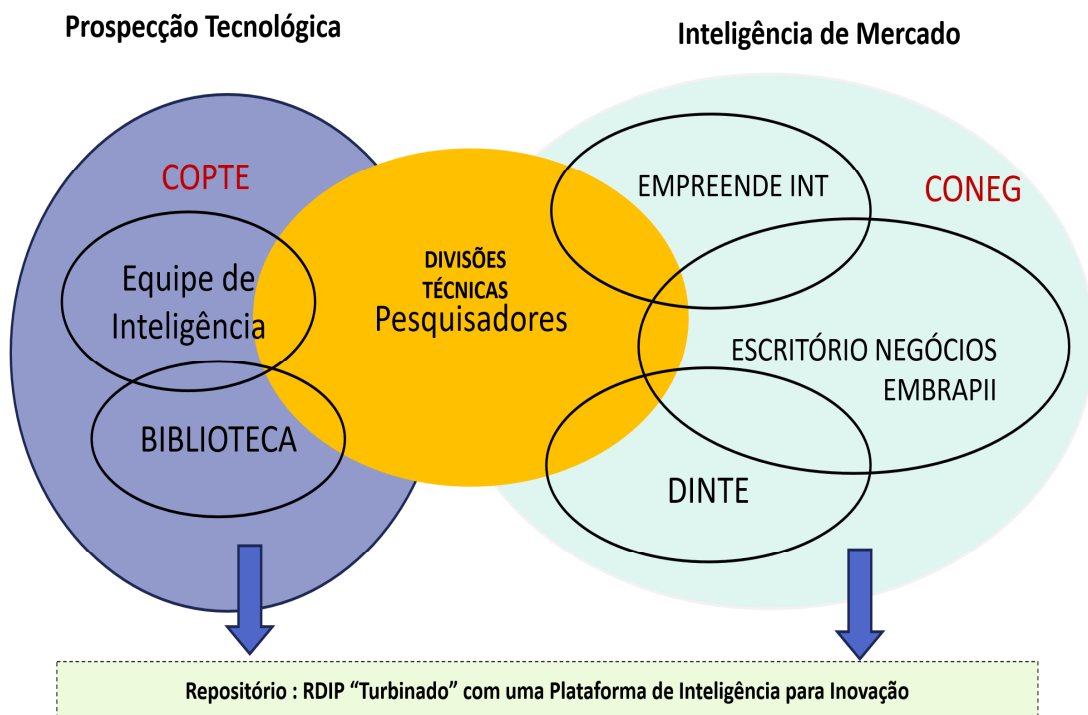 Prospecção Tecnológica
Inteligência de Mercado
COPTE
Equipe de
Inteligência
BIBLIOTECA
DIVISÕES
TÉCNICAS
Pesquisadores
EMPREENDE INT
CONEG
ESCRITÓRIO NEGÓCIOS
EMBRAPII
DINTE
Repositório : RDIP “Turbinado” com uma Plataforma de Inteligência para Inovação